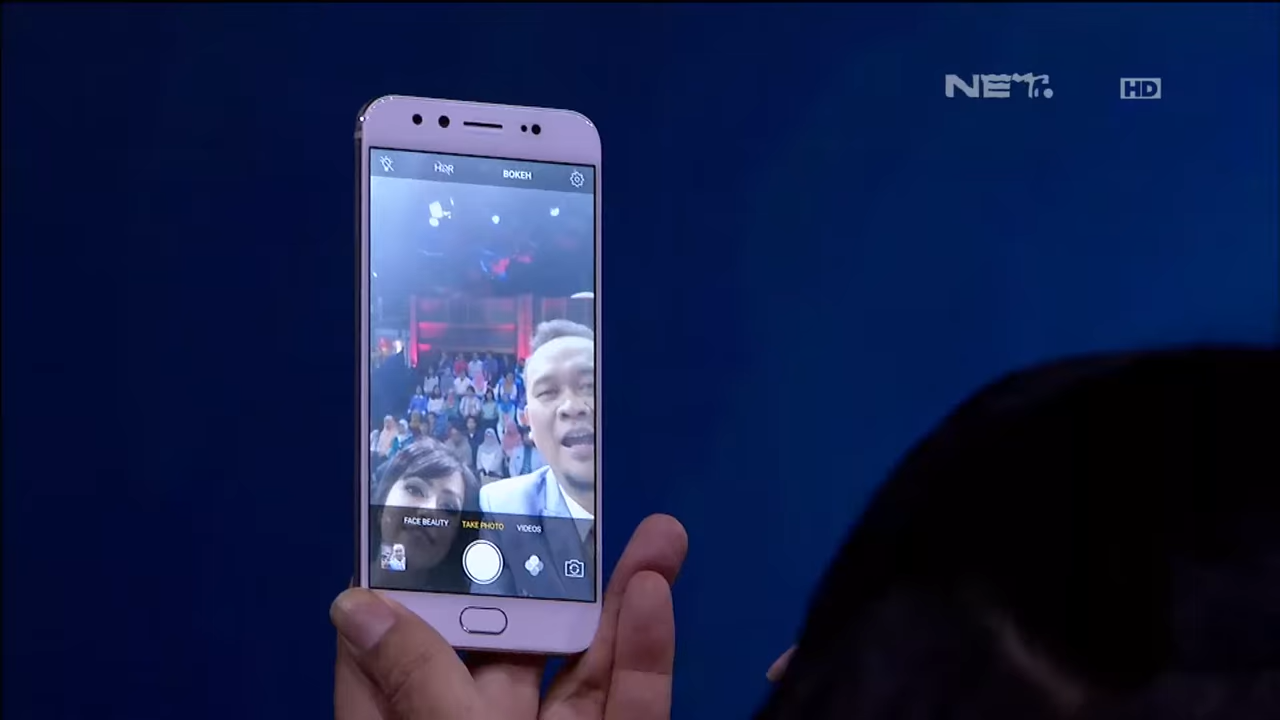 NET.
HD
HDR
BOKEH
FACE BEAUTY
TAKE PHOTO
VIDEOS